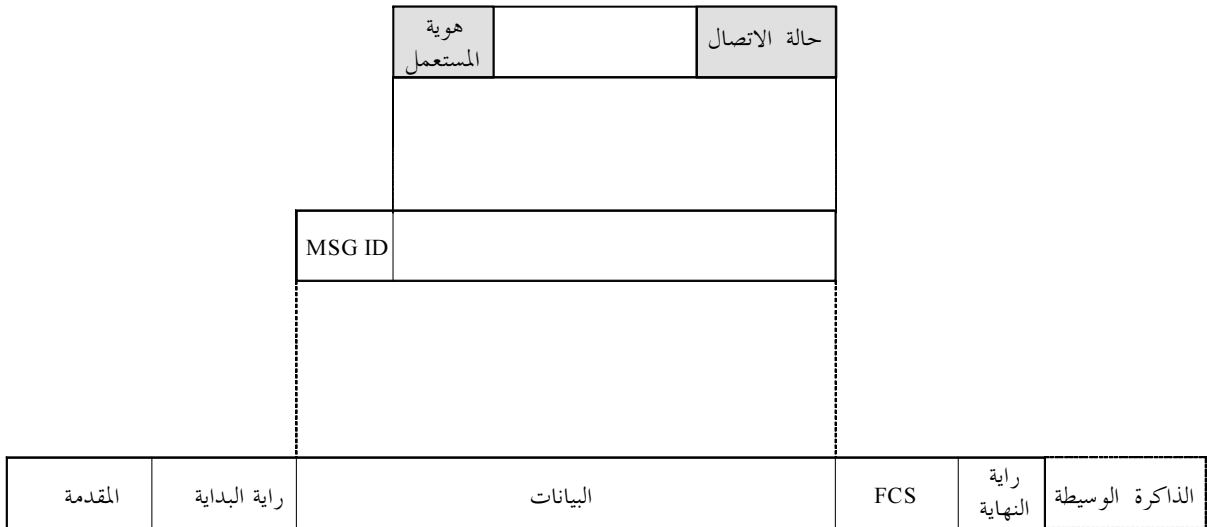 هوية
المستعمل
حالة الاتصال
MSG ID
المقدمة
راية البداية
البيانات
FCS
راية
النهاية
الذاكرة الوسيطة